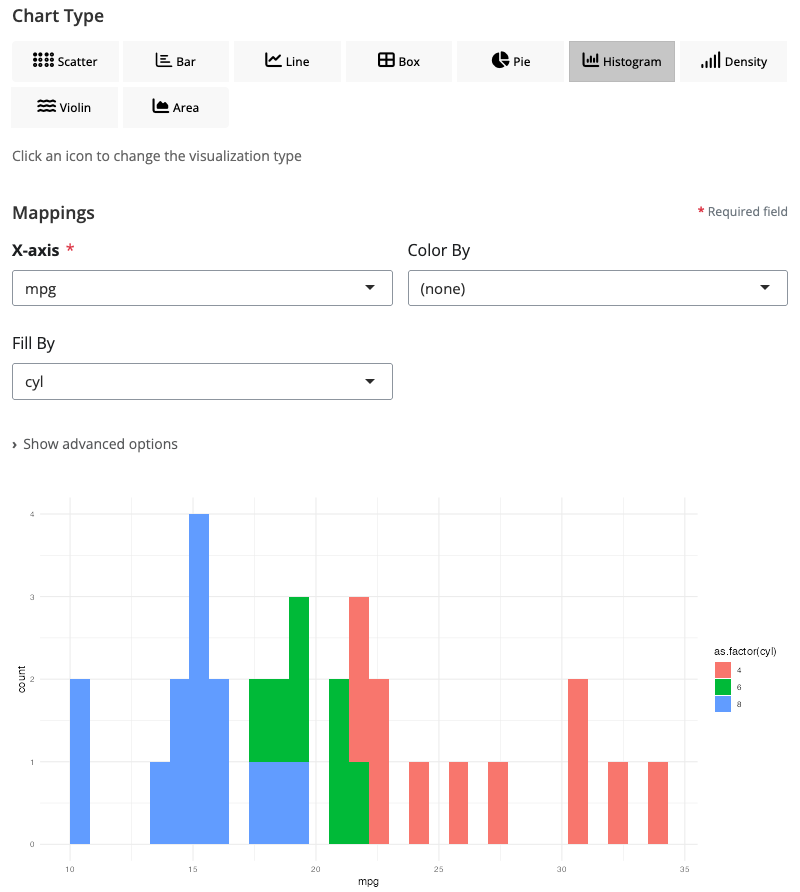 Chart Type
Scatter Bar Line Box Pie Histogram Density
Violin Area
Click an icon to change the visualization type
Mappings * Required field
X-axis * Color By
mpg (none)
Fill By
cyl
› Show advanced options
4
3
2
1
0
count
10 15 20 25 30 35
mpg
as.factor(cyl)
4
6
8